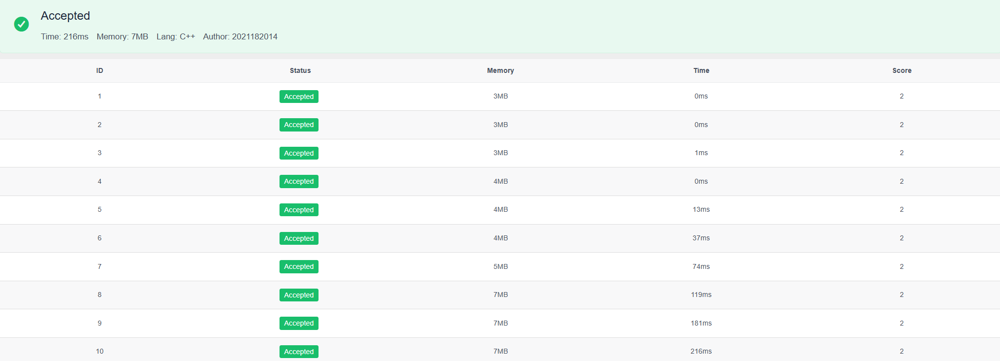 Accepted
Time: 216ms Memory: 7MB Lang: C++ Author: 2021182014
ID Status Memory Time Score
1 Accepted 3MB 0ms 2
2 Accepted 3MB 0ms 2
3 Accepted 3MB 1ms 2
4 Accepted 4MB 0ms 2
5 Accepted 4MB 13ms 2
6 Accepted 4MB 37ms 2
7 Accepted 5MB 74ms 2
8 Accepted 7MB 119ms 2
9 Accepted 7MB 181ms 2
10 Accepted 7MB 216ms 2